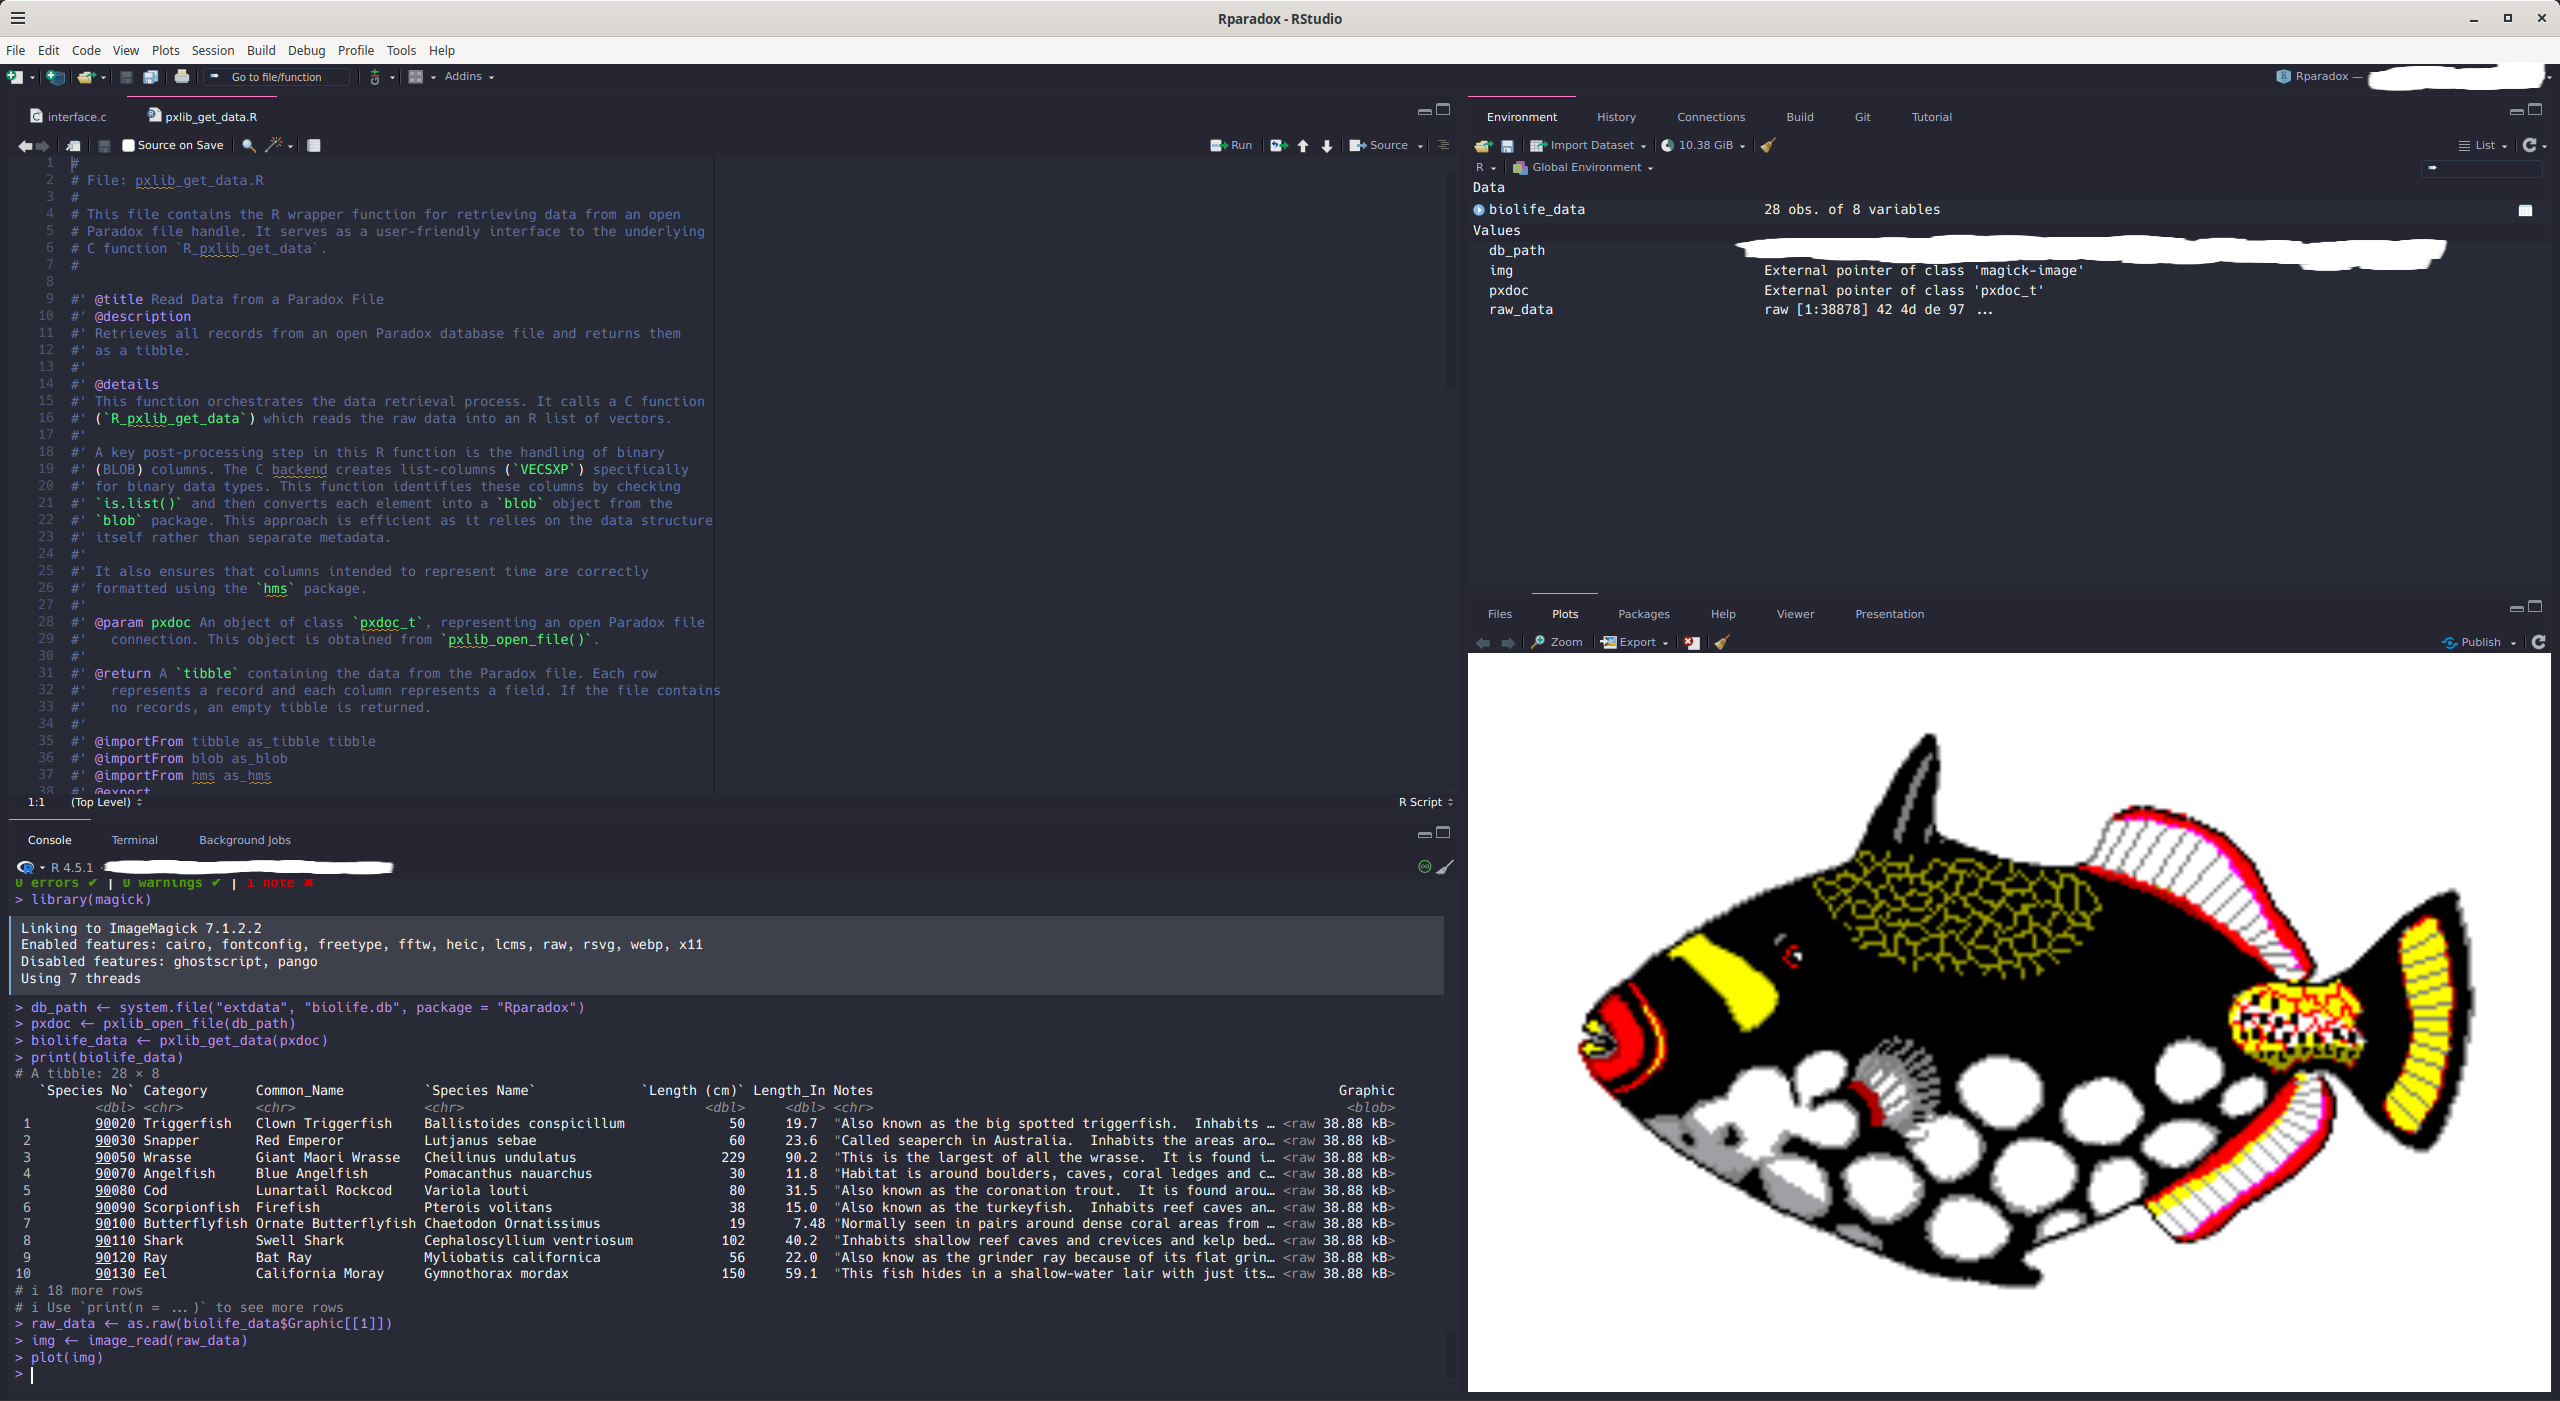 Rparadox - RStudio
File Edit Code View Plots Session Build Debug Profile Tools Help
Go to file/function Addins Rparadox —
interface.c pxlib_get_data.R
Source on Save Run Source
1 #
2 # File: pxlib_get_data.R
3 #
4 # This file contains the R wrapper function for retrieving data from an open
5 # Paradox file handle. It serves as a user-friendly interface to the underlying
6 # C function `R_pxlib_get_data`.
7 #
8
9 #' @title Read Data from a Paradox File
10 #' @description
11 #' Retrieves all records from an open Paradox database file and returns them
12 #' as a tibble.
13 #'
14 #' @details
15 #' This function orchestrates the data retrieval process. It calls a C function
16 #' (`R_pxlib_get_data`) which reads the raw data into an R list of vectors.
17 #'
18 #' A key post-processing step in this R function is the handling of binary
19 #' (BLOB) columns. The C backend creates list-columns (`VECSXP`) specifically
20 #' for binary data types. This function identifies these columns by checking
21 #' `is.list()` and then converts each element into a `blob` object from the
22 #' `blob` package. This approach is efficient as it relies on the data structure
23 #' itself rather than separate metadata.
24 #'
25 #' It also ensures that columns intended to represent time are correctly
26 #' formatted using the `hms` package.
27 #'
28 #' @param pxdoc An object of class `pxdoc_t`, representing an open Paradox file
29 #'   connection. This object is obtained from `pxlib_open_file()`.
30 #'
31 #' @return A `tibble` containing the data from the Paradox file. Each row
32 #'   represents a record and each column represents a field. If the file contains
33 #'   no records, an empty tibble is returned.
34 #'
35 #' @importFrom tibble as_tibble tibble
36 #' @importFrom blob as_blob
37 #' @importFrom hms as_hms
38 #' @export
1:1 (Top Level) R Script
Console Terminal Background Jobs
R 4.5.1 ·
0 errors ✔ | 0 warnings ✔ | 1 note ✖
> library(magick)
Linking to ImageMagick 7.1.2.2
Enabled features: cairo, fontconfig, freetype, fftw, heic, lcms, raw, rsvg, webp, x11
Disabled features: ghostscript, pango
Using 7 threads
> db_path <- system.file("extdata", "biolife.db", package = "Rparadox")
> pxdoc <- pxlib_open_file(db_path)
> biolife_data <- pxlib_get_data(pxdoc)
> print(biolife_data)
# A tibble: 28 × 8
`Species No` Category Common_Name `Species Name` `Length (cm)` Length_In Notes Graphic
<dbl> <chr> <chr> <chr> <dbl> <dbl> <chr> <blob>
1 90020 Triggerfish Clown Triggerfish Ballistoides conspicillum 50 19.7 "Also known as the big spotted triggerfish.  Inhabits … <raw 38.88 kB>
2 90030 Snapper Red Emperor Lutjanus sebae 60 23.6 "Called seaperch in Australia.  Inhabits the areas aro… <raw 38.88 kB>
3 90050 Wrasse Giant Maori Wrasse Cheilinus undulatus 229 90.2 "This is the largest of all the wrasse.  It is found i… <raw 38.88 kB>
4 90070 Angelfish Blue Angelfish Pomacanthus nauarchus 30 11.8 "Habitat is around boulders, caves, coral ledges and c… <raw 38.88 kB>
5 90080 Cod Lunartail Rockcod Variola louti 80 31.5 "Also known as the coronation trout.  It is found arou… <raw 38.88 kB>
6 90090 Scorpionfish Firefish Pterois volitans 38 15.0 "Also known as the turkeyfish.  Inhabits reef caves an… <raw 38.88 kB>
7 90100 Butterflyfish Ornate Butterflyfish Chaetodon Ornatissimus 19 7.48 "Normally seen in pairs around dense coral areas from … <raw 38.88 kB>
8 90110 Shark Swell Shark Cephaloscyllium ventriosum 102 40.2 "Inhabits shallow reef caves and crevices and kelp bed… <raw 38.88 kB>
9 90120 Ray Bat Ray Myliobatis californica 56 22.0 "Also know as the grinder ray because of its flat grin… <raw 38.88 kB>
10 90130 Eel California Moray Gymnothorax mordax 150 59.1 "This fish hides in a shallow-water lair with just its… <raw 38.88 kB>
# i 18 more rows
# i Use `print(n = ...)` to see more rows
> raw_data <- as.raw(biolife_data$Graphic[[1]])
> img <- image_read(raw_data)
> plot(img)
>
Environment History Connections Build Git Tutorial
Import Dataset 10.38 GiB List
R Global Environment
Data
biolife_data 28 obs. of 8 variables
Values
db_path
img External pointer of class 'magick-image'
pxdoc External pointer of class 'pxdoc_t'
raw_data raw [1:38878] 42 4d de 97 ...
Files Plots Packages Help Viewer Presentation
Zoom Export Publish